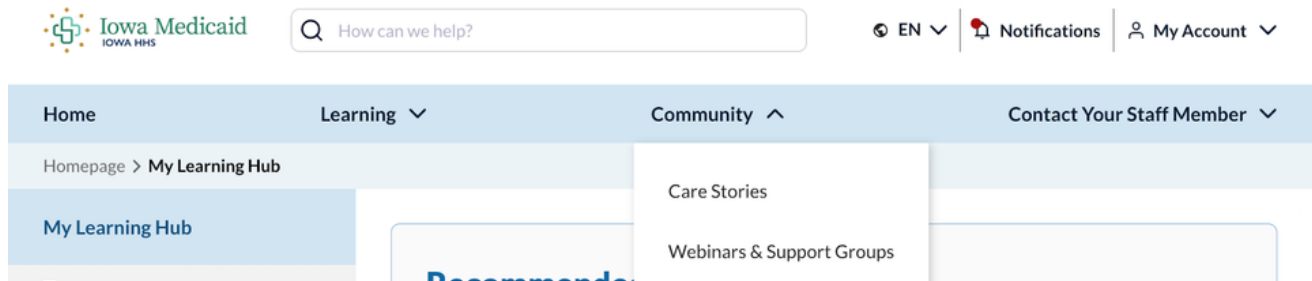 Iowa Medicaid
IOWA HHS
How can we help?
EN
Notifications
My Account
Home
Learning
Community
Contact Your Staff Member
Homepage > My Learning Hub
Care Stories
My Learning Hub
Webinars & Support Groups